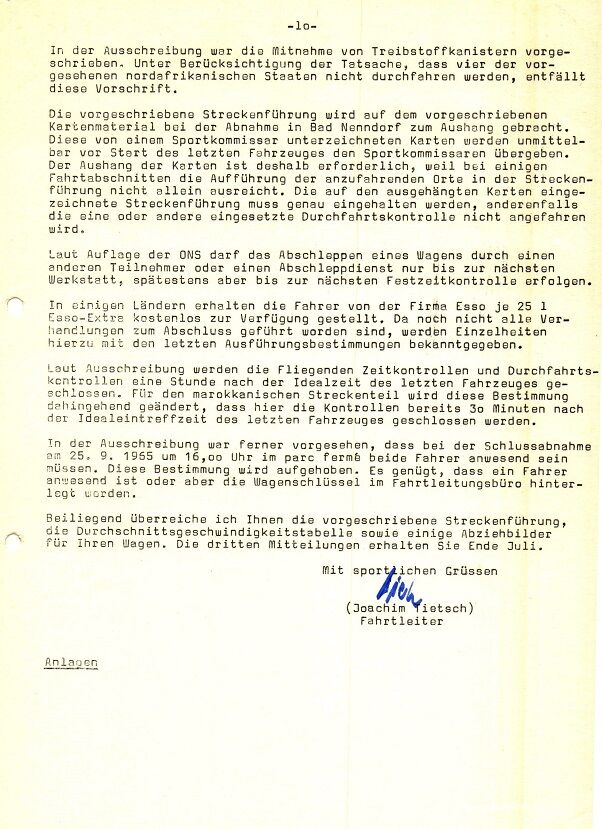 -lo-
In der Ausschreibung war die Mitnahme von Treibstoffkanistern vorge-
schrieben. Unter Berücksichtigung der Tatsache, dass vier der vor-
gesehenen nordafrikanischen Staaten nicht durchfahren werden, entfällt
diese Vorschrift.
Die vorgeschriebene Streckenführung wird auf dem vorgeschriebenen
Kartenmaterial bei der Abnahme in Bad Nenndorf zum Aushang gebracht.
Diese von einem Sportkommissar unterzeichneten Karten werden unmittel-
bar vor Start des letzten Fahrzeuges den Sportkommissaren übergeben.
Der Aushang der Karten ist deshalb erforderlich, weil bei einigen
Fahrtabschnitten die Aufführung der anzufahrenden Orte in der Strecken-
führung nicht allein ausreicht. Die auf den ausgehängten Karten einge-
zeichnete Streckenführung muss genau eingehalten werden, anderenfalls
die eine oder andere eingesetzte Durchfahrtskontrolle nicht angefahren
wird.
Laut Auflage der ONS darf das Abschleppen eines Wagens durch einen
anderen Teilnehmer oder einen Abschleppdienst nur bis zur nächsten
Werkstatt, spätestens aber bis zur nächsten Festzeitkontrolle erfolgen.
In einigen Ländern erhalten die Fahrer von der Firma Esso je 25 l
Esso-Extra kostenlos zur Verfügung gestellt. Da noch nicht alle Ver-
handlungen zum Abschluss geführt worden sind, werden Einzelheiten
hierzu mit den letzten Ausführungsbestimmungen bekanntgegeben.
Laut Ausschreibung werden die Fliegenden Zeitkontrollen und Durchfahrts-
kontrollen eine Stunde nach der Idealzeit des letzten Fahrzeuges ge-
schlossen. Für den marokkanischen Streckenteil wird diese Bestimmung
dahingehend geändert, dass hier die Kontrollen bereits 3o Minuten nach
der Idealeintreffzeit des letzten Fahrzeuges geschlossen werden.
In der Ausschreibung war ferner vorgesehen, dass bei der Schlussabnahme
am 25. 9. 1965 um 16,oo Uhr im parc fermé beide Fahrer anwesend sein
müssen. Diese Bestimmung wird aufgehoben. Es genügt, dass ein Fahrer
anwesend ist oder aber die Wagenschlüssel im Fahrtleitungsbüro hinter-
legt werden.
Beiliegend überreiche ich Ihnen die vorgeschriebene Streckenführung,
die Durchschnittsgeschwindigkeitstabelle sowie einige Abziehbilder
für Ihren Wagen. Die dritten Mitteilungen erhalten Sie Ende Juli.
Mit sportlichen Grüssen
(Joachim Tietsch)
Fahrtleiter
Anlagen